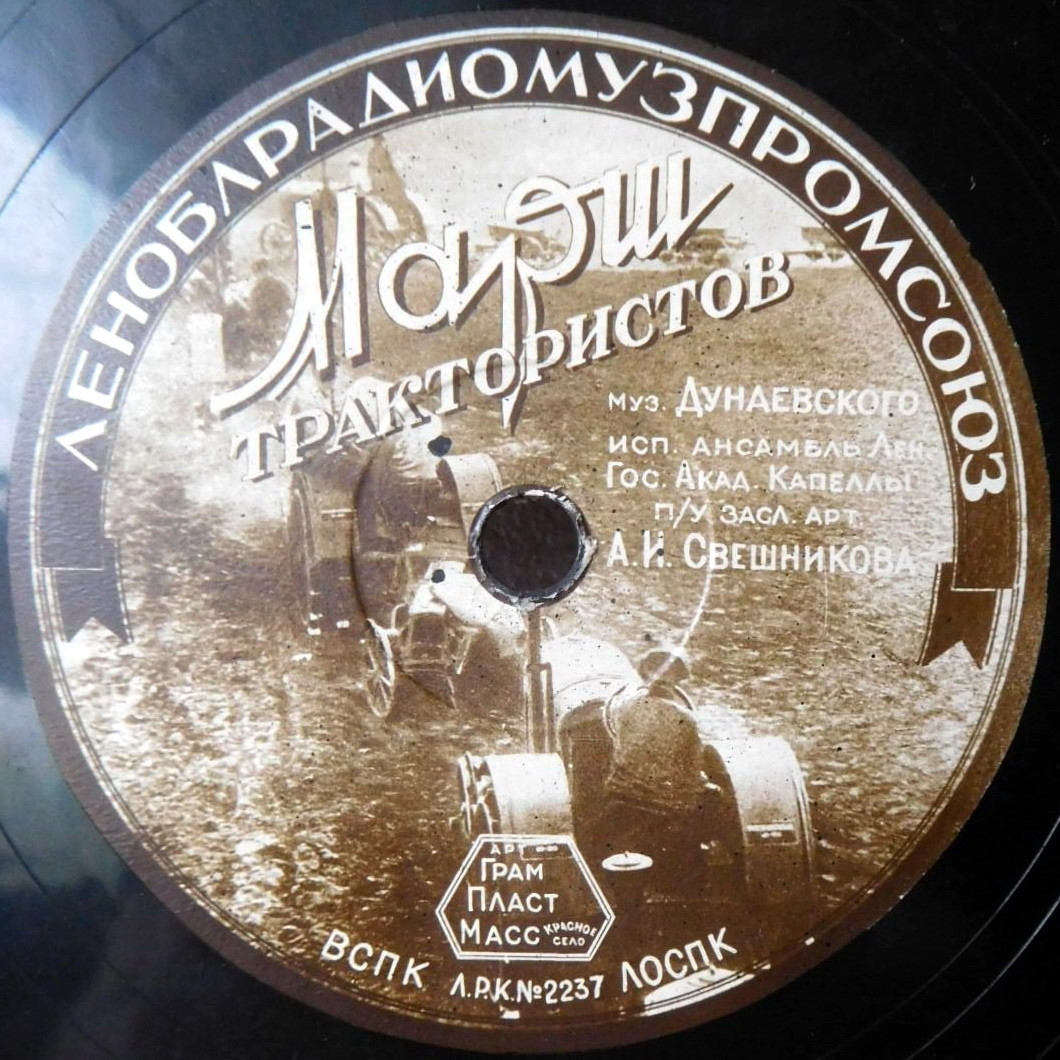 ЛЕНОБЛРАДИОМУЗПРОМСОЮЗ
Марш
ТРАКТОРИСТОВ
МУЗ. ДУНАЕВСКОГО
ИСП. АНСАМБЛЬ ЛЕН.
ГОС. АКАД. КАПЕЛЛЫ
П/У ЗАСЛ. АРТ.
А.И. СВЕШНИКОВА
АРТ
ГРАМ
ПЛАСТ
МАСС КРАСНОЕ
СЕЛО
ВСПК Л.Р.К.№2237 ЛОСПК